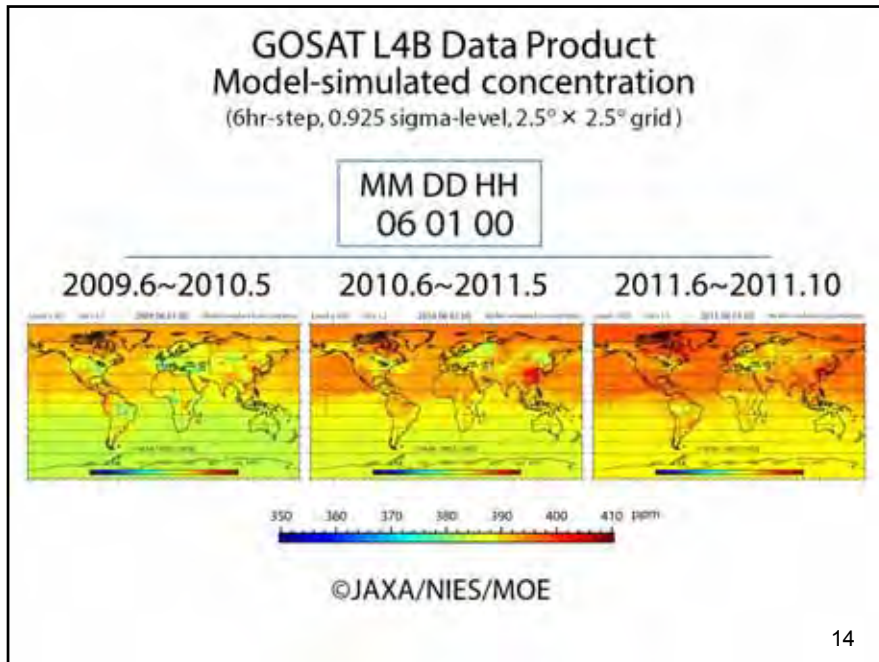 GOSAT L4B Data Product
Model-simulated concentration
(6hr-step, 0.925 sigma-level, 2.5° × 2.5° grid)
MM DD HH
06 01 00
2009.6~2010.5 2010.6~2011.5 2011.6~2011.10
350 360 370 380 390 400 410 ppm
©JAXA/NIES/MOE
14